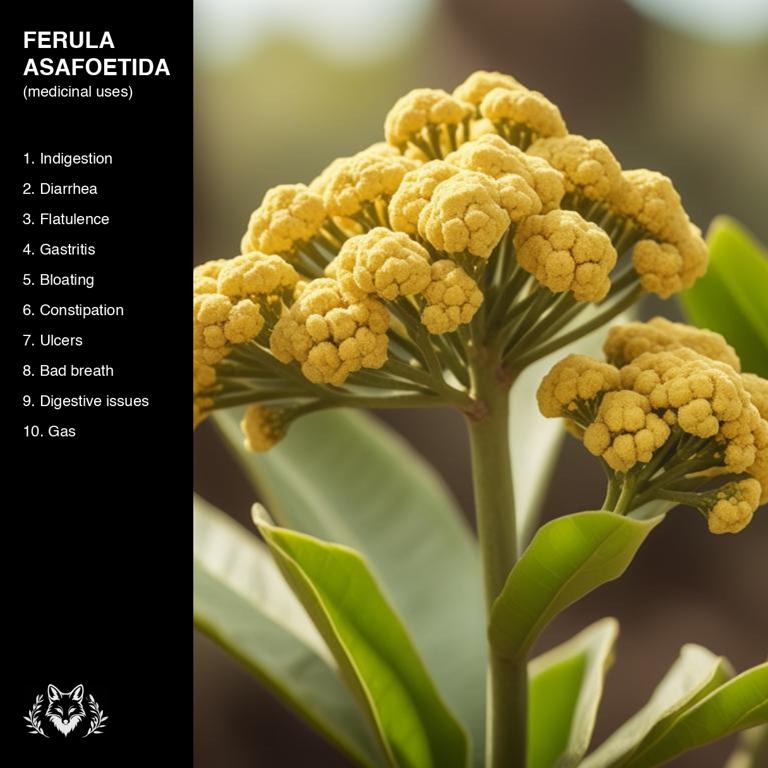 FERULA
ASAFOETIDA
(medicinal uses)
1. Indigestion
2. Diarrhea
3. Flatulence
4. Gastritis
5. Bloating
6. Constipation
7. Ulcers
8. Bad breath
9. Digestive issues
10. Gas